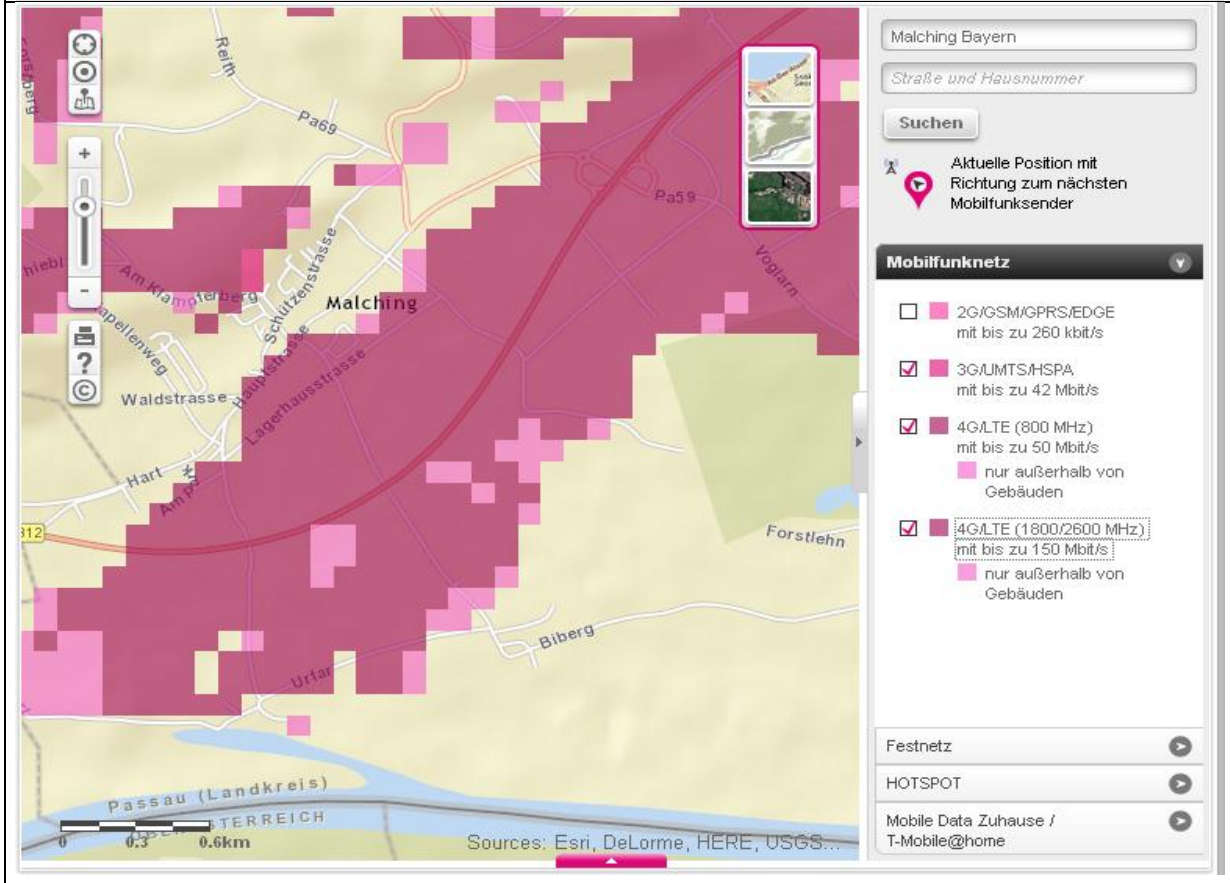 Reith
Pa69
Pa59
Voglarn
Am Klampferberg
Schützenstrasse
Malching
Kapellenweg
Hauptstrasse
Waldstrasse
Lagerhausstrasse
Hart
312
Forstlehn
Biberg
Urfar
Passau (Landkreis)
0 0.3 0.6km
Sources: Esri, DeLorme, HERE, USGS...
+
-
?
©
Malching Bayern
Straße und Hausnummer
Suchen
Aktuelle Position mit
Richtung zum nächsten
Mobilfunksender
Mobilfunknetz
2G/GSM/GPRS/EDGE
mit bis zu 260 kbit/s
3G/UMTS/HSPA
mit bis zu 42 Mbit/s
4G/LTE (800 MHz)
mit bis zu 50 Mbit/s
nur außerhalb von
Gebäuden
4G/LTE (1800/2600 MHz)
mit bis zu 150 Mbit/s
nur außerhalb von
Gebäuden
Festnetz
HOTSPOT
Mobile Data Zuhause /
T-Mobile@home